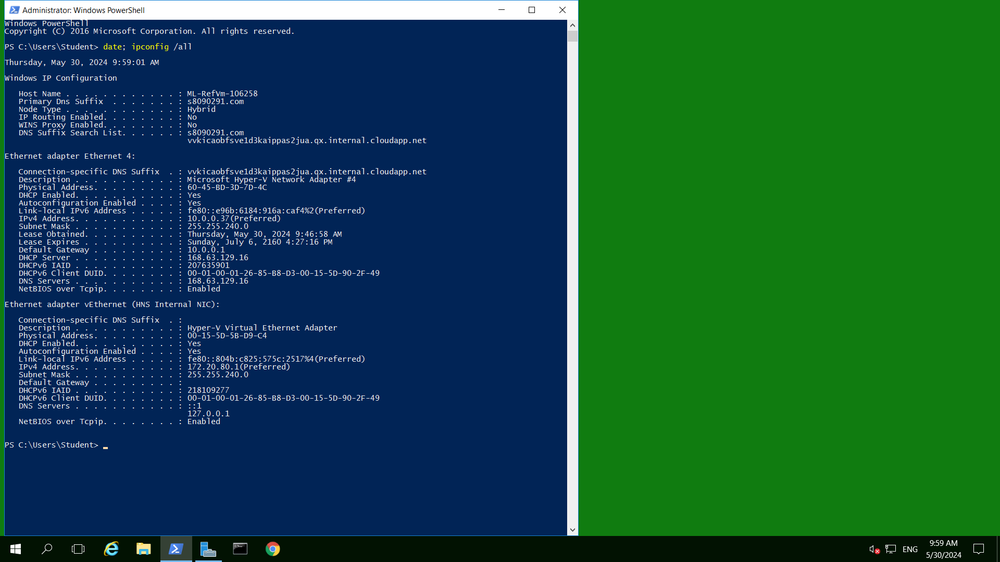 Administrator: Windows PowerShell
Windows PowerShell
Copyright (C) 2016 Microsoft Corporation. All rights reserved.
PS C:\Users\Student> date; ipconfig /all
Thursday, May 30, 2024 9:59:01 AM
Windows IP Configuration
Host Name . . . . . . . . . . . . : ML-RefVm-106258
Primary Dns Suffix  . . . . . . . : s8090291.com
Node Type . . . . . . . . . . . . : Hybrid
IP Routing Enabled. . . . . . . . : No
WINS Proxy Enabled. . . . . . . . : No
DNS Suffix Search List. . . . . . : s8090291.com
vvkicaobfsve1d3kaippas2jua.qx.internal.cloudapp.net
Ethernet adapter Ethernet 4:
Connection-specific DNS Suffix  . : vvkicaobfsve1d3kaippas2jua.qx.internal.cloudapp.net
Description . . . . . . . . . . . : Microsoft Hyper-V Network Adapter #4
Physical Address. . . . . . . . . : 60-45-BD-3D-7D-4C
DHCP Enabled. . . . . . . . . . . : Yes
Autoconfiguration Enabled . . . . : Yes
Link-local IPv6 Address . . . . . : fe80::e96b:6184:916a:caf4%2(Preferred)
IPv4 Address. . . . . . . . . . . : 10.0.0.37(Preferred)
Subnet Mask . . . . . . . . . . . : 255.255.240.0
Lease Obtained. . . . . . . . . . : Thursday, May 30, 2024 9:46:58 AM
Lease Expires . . . . . . . . . . : Sunday, July 6, 2160 4:27:16 PM
Default Gateway . . . . . . . . . : 10.0.0.1
DHCP Server . . . . . . . . . . . : 168.63.129.16
DHCPv6 IAID . . . . . . . . . . . : 207635901
DHCPv6 Client DUID. . . . . . . . : 00-01-00-01-26-85-B8-D3-00-15-5D-90-2F-49
DNS Servers . . . . . . . . . . . : 168.63.129.16
NetBIOS over Tcpip. . . . . . . . : Enabled
Ethernet adapter vEthernet (HNS Internal NIC):
Connection-specific DNS Suffix  . :
Description . . . . . . . . . . . : Hyper-V Virtual Ethernet Adapter
Physical Address. . . . . . . . . : 00-15-5D-5B-D9-C4
DHCP Enabled. . . . . . . . . . . : Yes
Autoconfiguration Enabled . . . . : Yes
Link-local IPv6 Address . . . . . : fe80::804b:c825:575c:2517%4(Preferred)
IPv4 Address. . . . . . . . . . . : 172.20.80.1(Preferred)
Subnet Mask . . . . . . . . . . . : 255.255.240.0
Default Gateway . . . . . . . . . :
DHCPv6 IAID . . . . . . . . . . . : 218109277
DHCPv6 Client DUID. . . . . . . . : 00-01-00-01-26-85-B8-D3-00-15-5D-90-2F-49
DNS Servers . . . . . . . . . . . : ::1
127.0.0.1
NetBIOS over Tcpip. . . . . . . . : Enabled
PS C:\Users\Student>
ENG
9:59 AM
5/30/2024